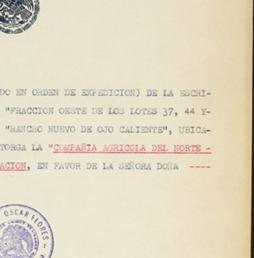 DO EN ORDEN DE EXPEDICION) DE LA ESCRI-
"FRACCION OESTE DE LOS LOTES 37, 44 Y-
"RANCHO NUEVO DE OJO CALIENTE", UBICA-
TORGA LA "COMPAÑIA AGRICOLA DEL NORTE -
ACION, EN FAVOR DE LA SEÑORA DOÑA ----
OSCAR FLORES